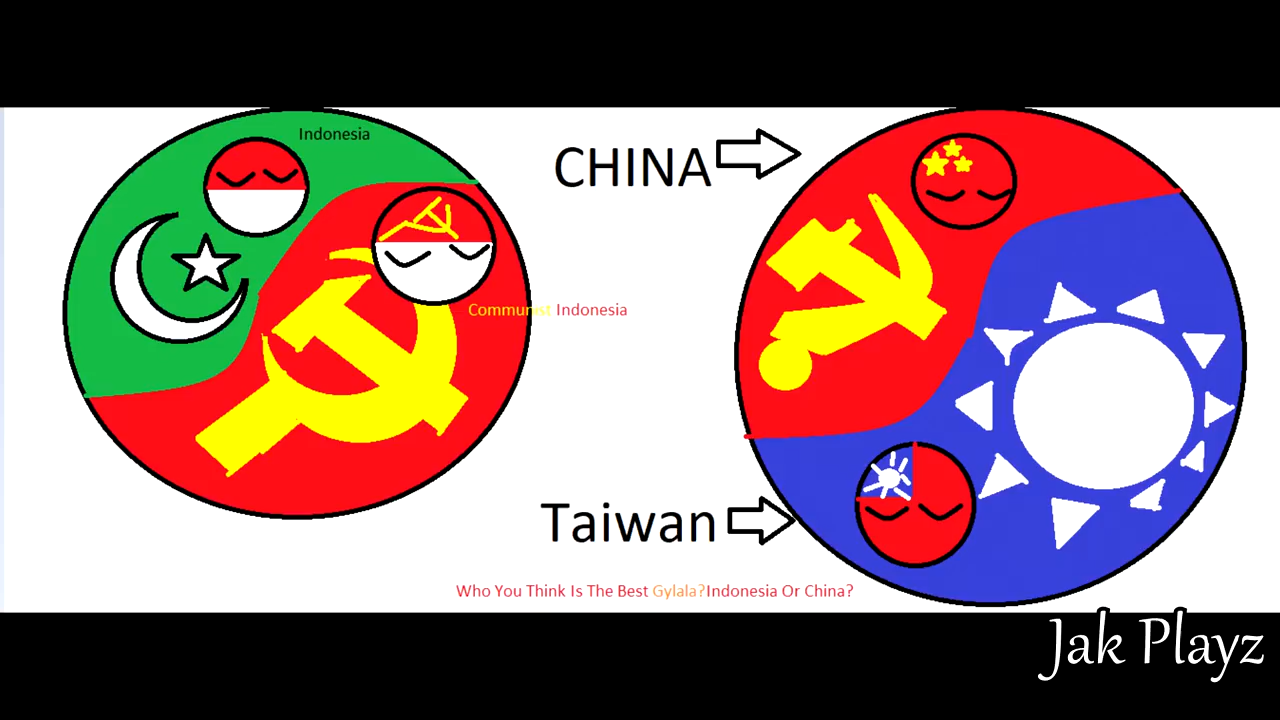 Indonesia
CHINA
Communist Indonesia
Taiwan
Who You Think Is The Best Gylala?Indonesia Or China?
Jak Playz